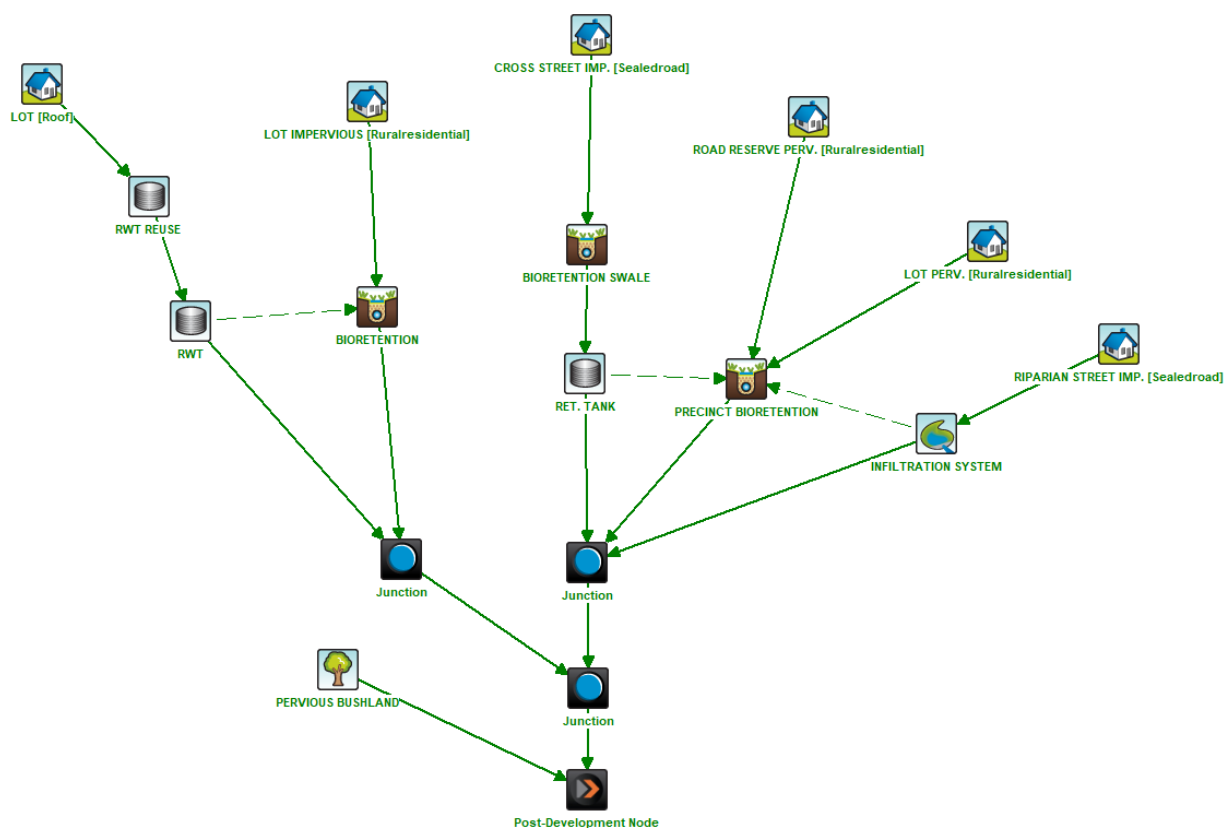 CROSS STREET IMP. [Sealedroad]
LOT [Roof]
LOT IMPERVIOUS [Ruralresidential]
ROAD RESERVE PERV. [Ruralresidential]
RWT REUSE
BIORETENTION SWALE
LOT PERV. [Ruralresidential]
RWT
BIORETENTION
RET. TANK
PRECINCT BIORETENTION
RIPARIAN STREET IMP. [Sealedroad]
INFILTRATION SYSTEM
Junction
Junction
PERVIOUS BUSHLAND
Junction
Post-Development Node